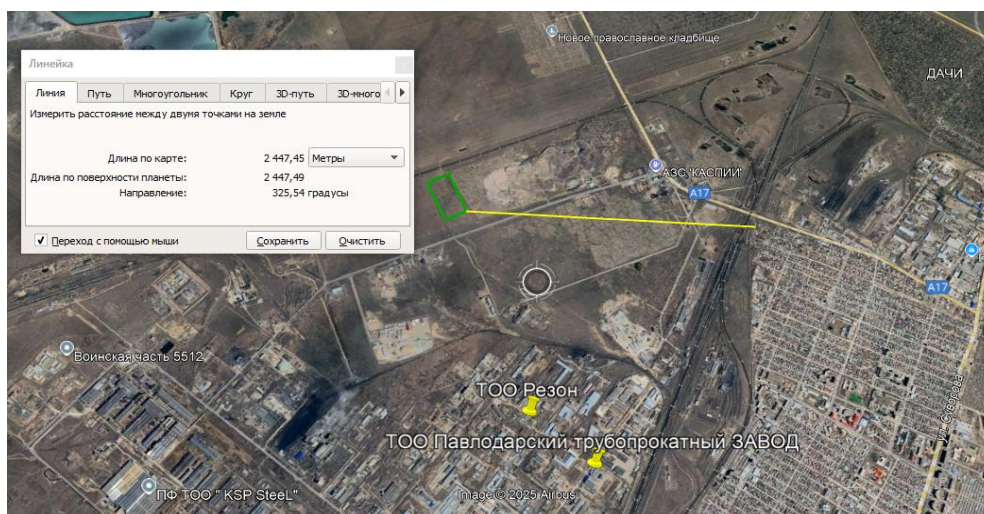 Новое православное кладбище
Линейка
ДАЧИ
Линия Путь Многоугольник Круг 3D-путь 3D-много
Измерить расстояние между двумя точками на земле
Длина по карте: 2 447,45 Метры
Длина по поверхности планеты: 2 447,49
Направление: 325,54 градусы
Переход с помощью мыши Сохранить Очистить
АЗС "КАСПИЙ"
A17
A17
Воинская часть 5512
ТОО Резон
ул. Суворова
ТОО Павлодарский трубопрокатный ЗАВОД
ПФ ТОО " KSP SteeL"
Image © 2025 Airbus